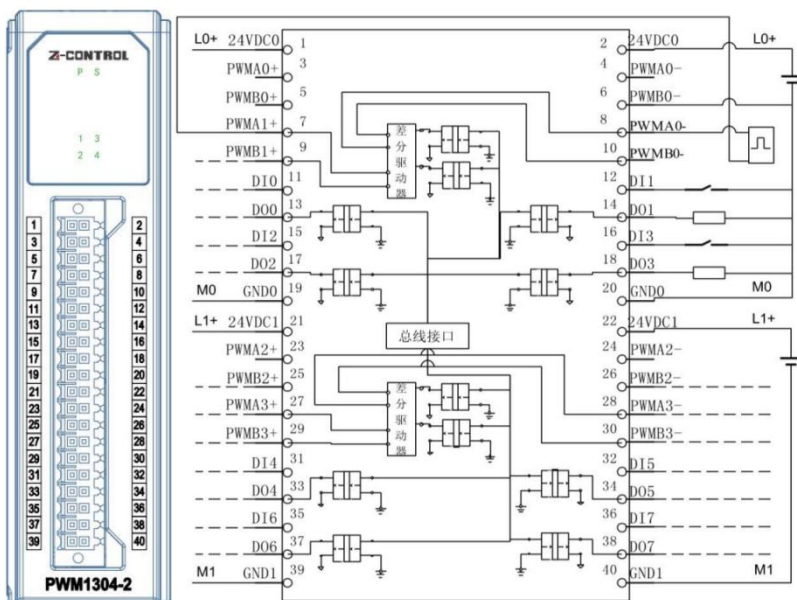 Z-CONTROL
P S
1 3
2 4
1 2
3 4
5 6
7 8
9 10
11 12
13 14
15 16
17 18
19 20
21 22
23 24
25 26
27 28
29 30
31 32
33 34
35 36
37 38
39 40
PWM1304-2
L0+ 24VDC0 1 2 24VDC0 L0+
PWMA0+ 3 4 PWMA0-
PWMB0+ 5 6 PWMB0-
PWMA1+ 7 8 PWMA0-
PWMB1+ 9 10 PWMB0-
DI0 11 12 DI1
DO0 13 14 DO1
DI2 15 16 DI3
DO2 17 18 DO3
M0 GND0 19 20 GND0 M0
差分驱动器
总线接口
L1+ 24VDC1 21 22 24VDC1 L1+
PWMA2+ 23 24 PWMA2-
PWMB2+ 25 26 PWMB2-
PWMA3+ 27 28 PWMA3-
PWMB3+ 29 30 PWMB3-
差分驱动器
DI4 31 32 DI5
DO4 33 34 DO5
DI6 35 36 DI7
DO6 37 38 DO7
M1 GND1 39 40 GND1 M1